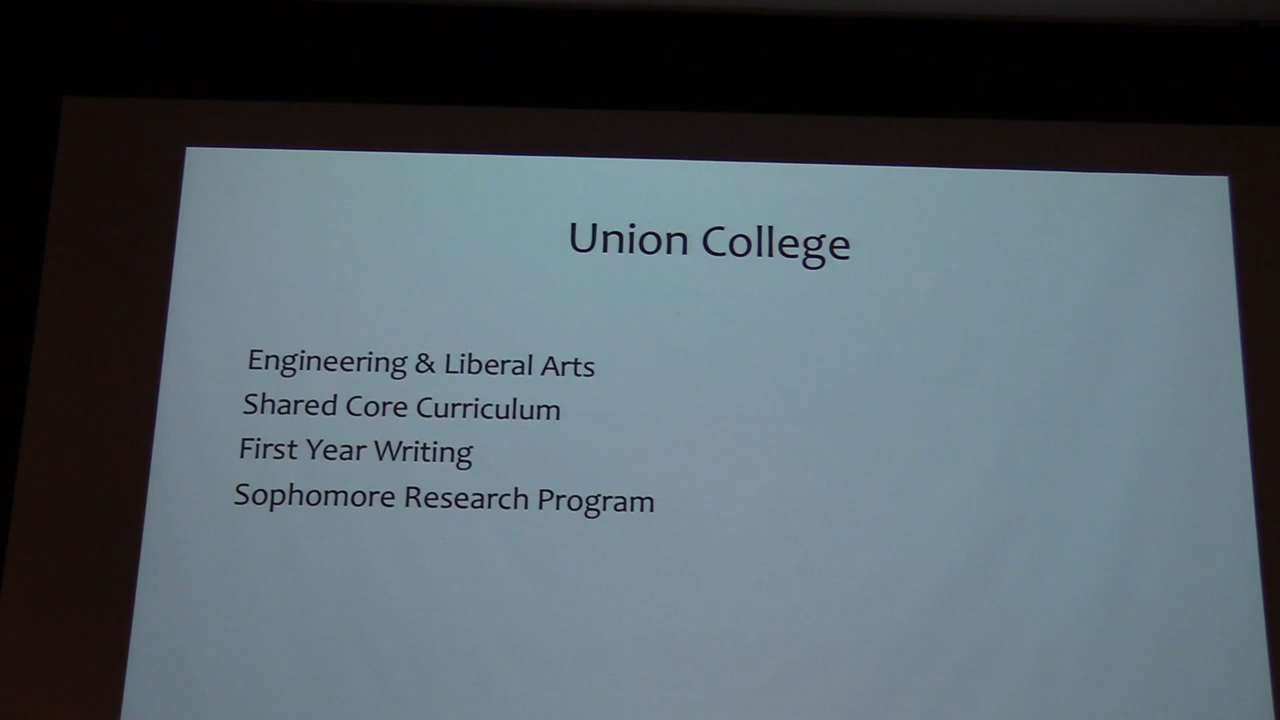 Union College
Engineering & Liberal Arts
Shared Core Curriculum
First Year Writing
Sophomore Research Program